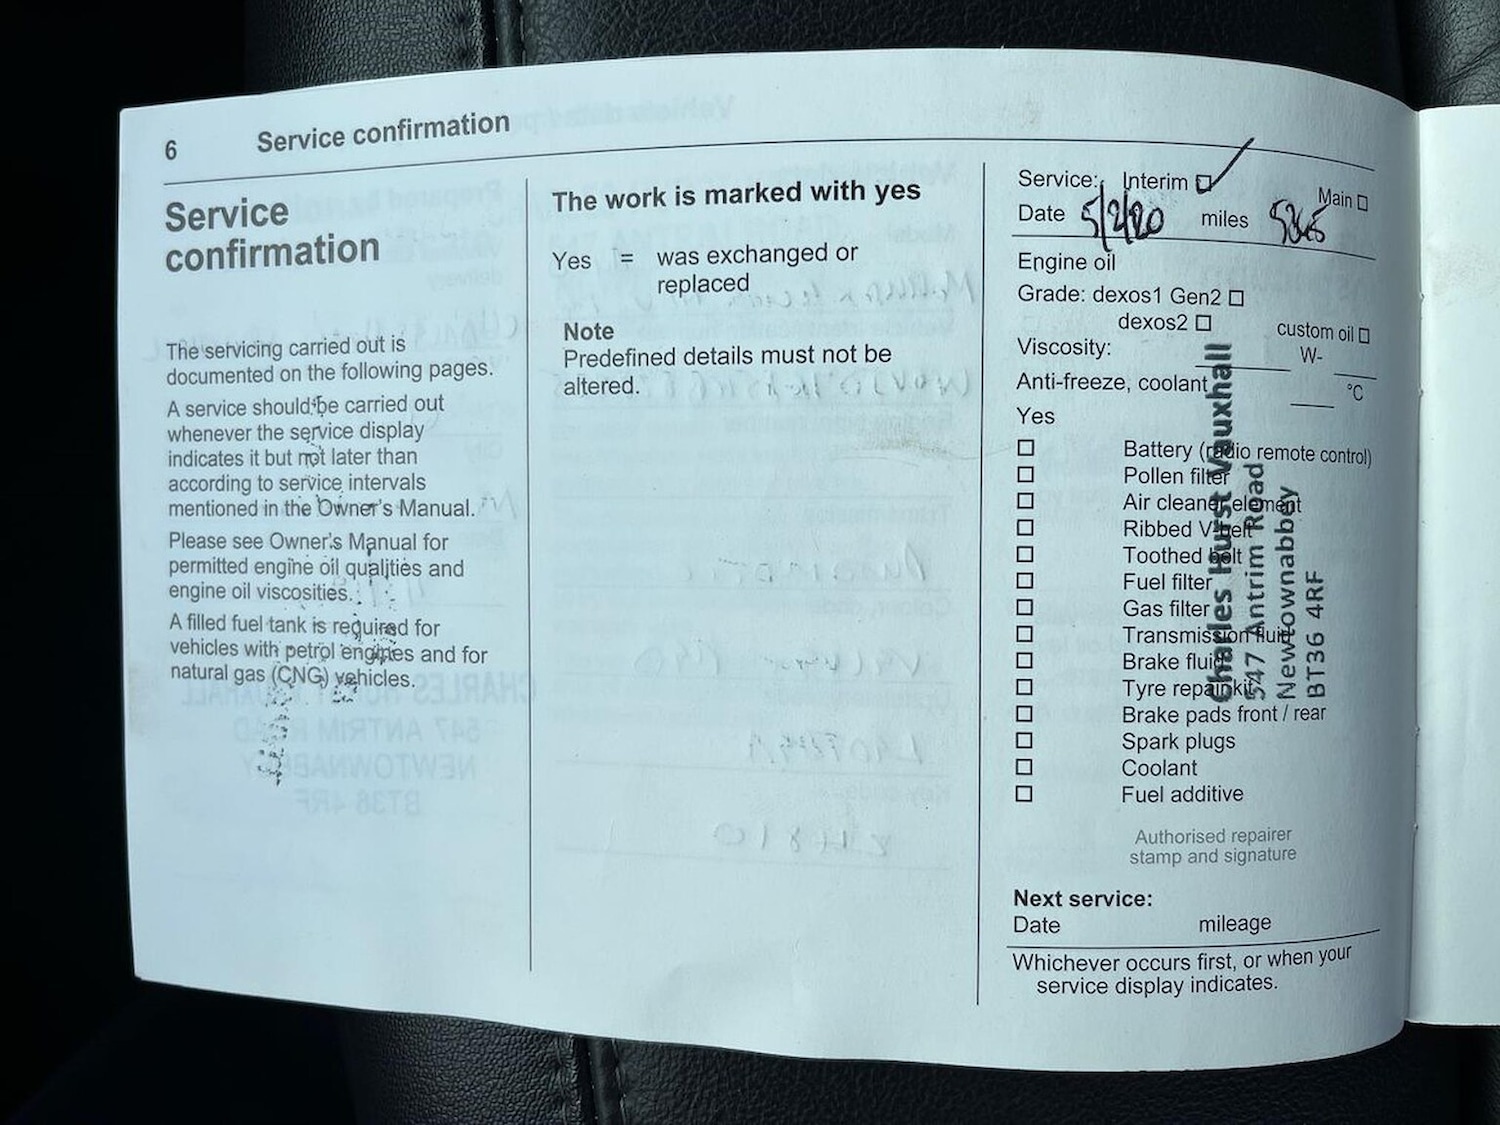 6 Service confirmation
Service
confirmation
The servicing carried out is
documented on the following pages.
A service should be carried out
whenever the service display
indicates it but not later than
according to service intervals
mentioned in the Owner's Manual.
Please see Owner's Manual for
permitted engine oil qualities and
engine oil viscosities.
A filled fuel tank is required for
vehicles with petrol engines and for
natural gas (CNG) vehicles.
The work is marked with yes
Yes = was exchanged or
replaced
Note
Predefined details must not be
altered.
Service: Interim Main
Date 5/2/20 miles
Engine oil
Grade: dexos1 Gen2
dexos2 custom oil
Viscosity: W-
Anti-freeze, coolant °C
Yes
Battery (radio remote control)
Pollen filter
Air cleaner element
Ribbed V-belt
Toothed belt
Fuel filter
Gas filter
Transmission fluid
Brake fluid
Tyre repair kit
Brake pads front / rear
Spark plugs
Coolant
Fuel additive
Charles Hurst Vauxhall
547 Antrim Road
Newtownabbey
BT36 4RF
Authorised repairer
stamp and signature
Next service:
Date mileage
Whichever occurs first, or when your
service display indicates.